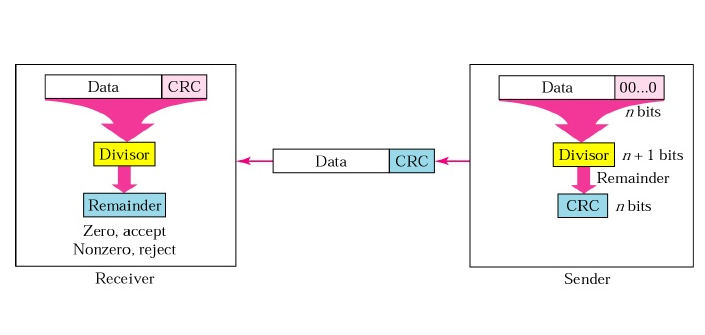 Data CRC
Divisor
Remainder
Zero, accept
Nonzero, reject
Receiver
Data CRC
Data 00...0
n bits
Divisor n + 1 bits
Remainder
CRC n bits
Sender